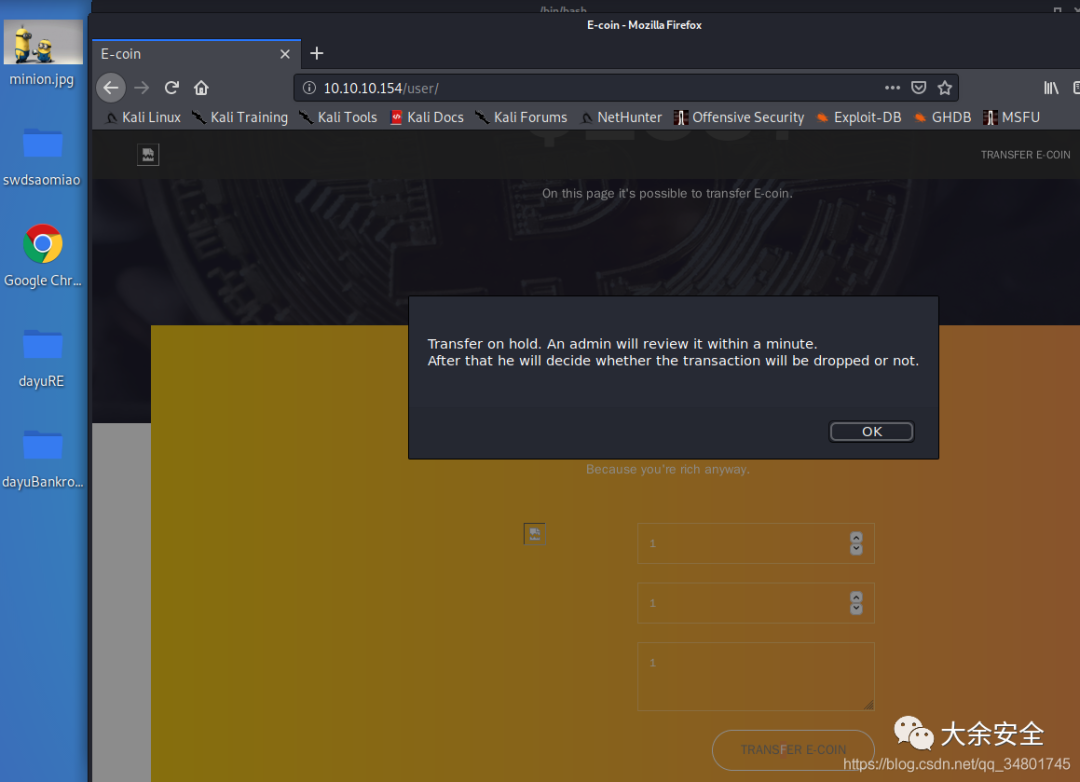 /bin/bash
E-coin - Mozilla Firefox
minion.jpg
E-coin
10.10.10.154/user/
Kali Linux Kali Training Kali Tools Kali Docs Kali Forums NetHunter Offensive Security Exploit-DB GHDB MSFU
swdsaomiao
TRANSFER E-COIN
On this page it's possible to transfer E-coin.
Google Chr...
Transfer on hold. An admin will review it within a minute.
After that he will decide whether the transaction will be dropped or not.
dayuRE
OK
Because you're rich anyway.
dayuBankro...
1
1
1
TRANSFER E-COIN
大余安全
https://blog.csdn.net/qq_34801745